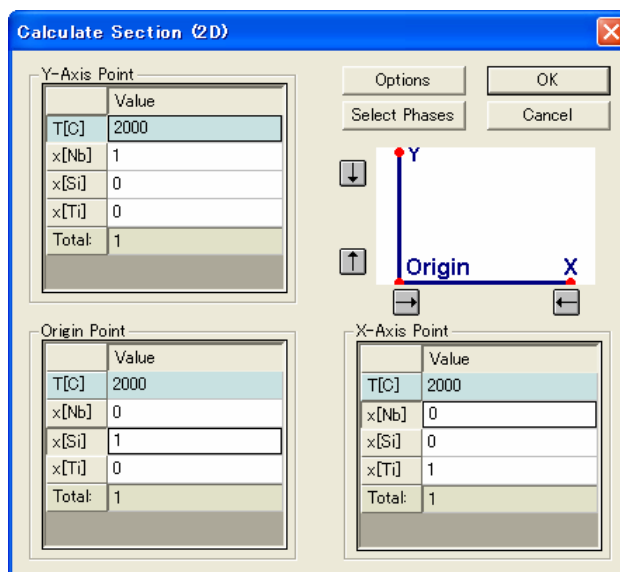 Calculate Section (2D)
Y-Axis Point
Value
T[C] 2000
x[Nb] 1
x[Si] 0
x[Ti] 0
Total: 1
Options
OK
Select Phases
Cancel
Y
Origin
X
Origin Point
Value
T[C] 2000
x[Nb] 0
x[Si] 1
x[Ti] 0
Total: 1
X-Axis Point
Value
T[C] 2000
x[Nb] 0
x[Si] 0
x[Ti] 1
Total: 1